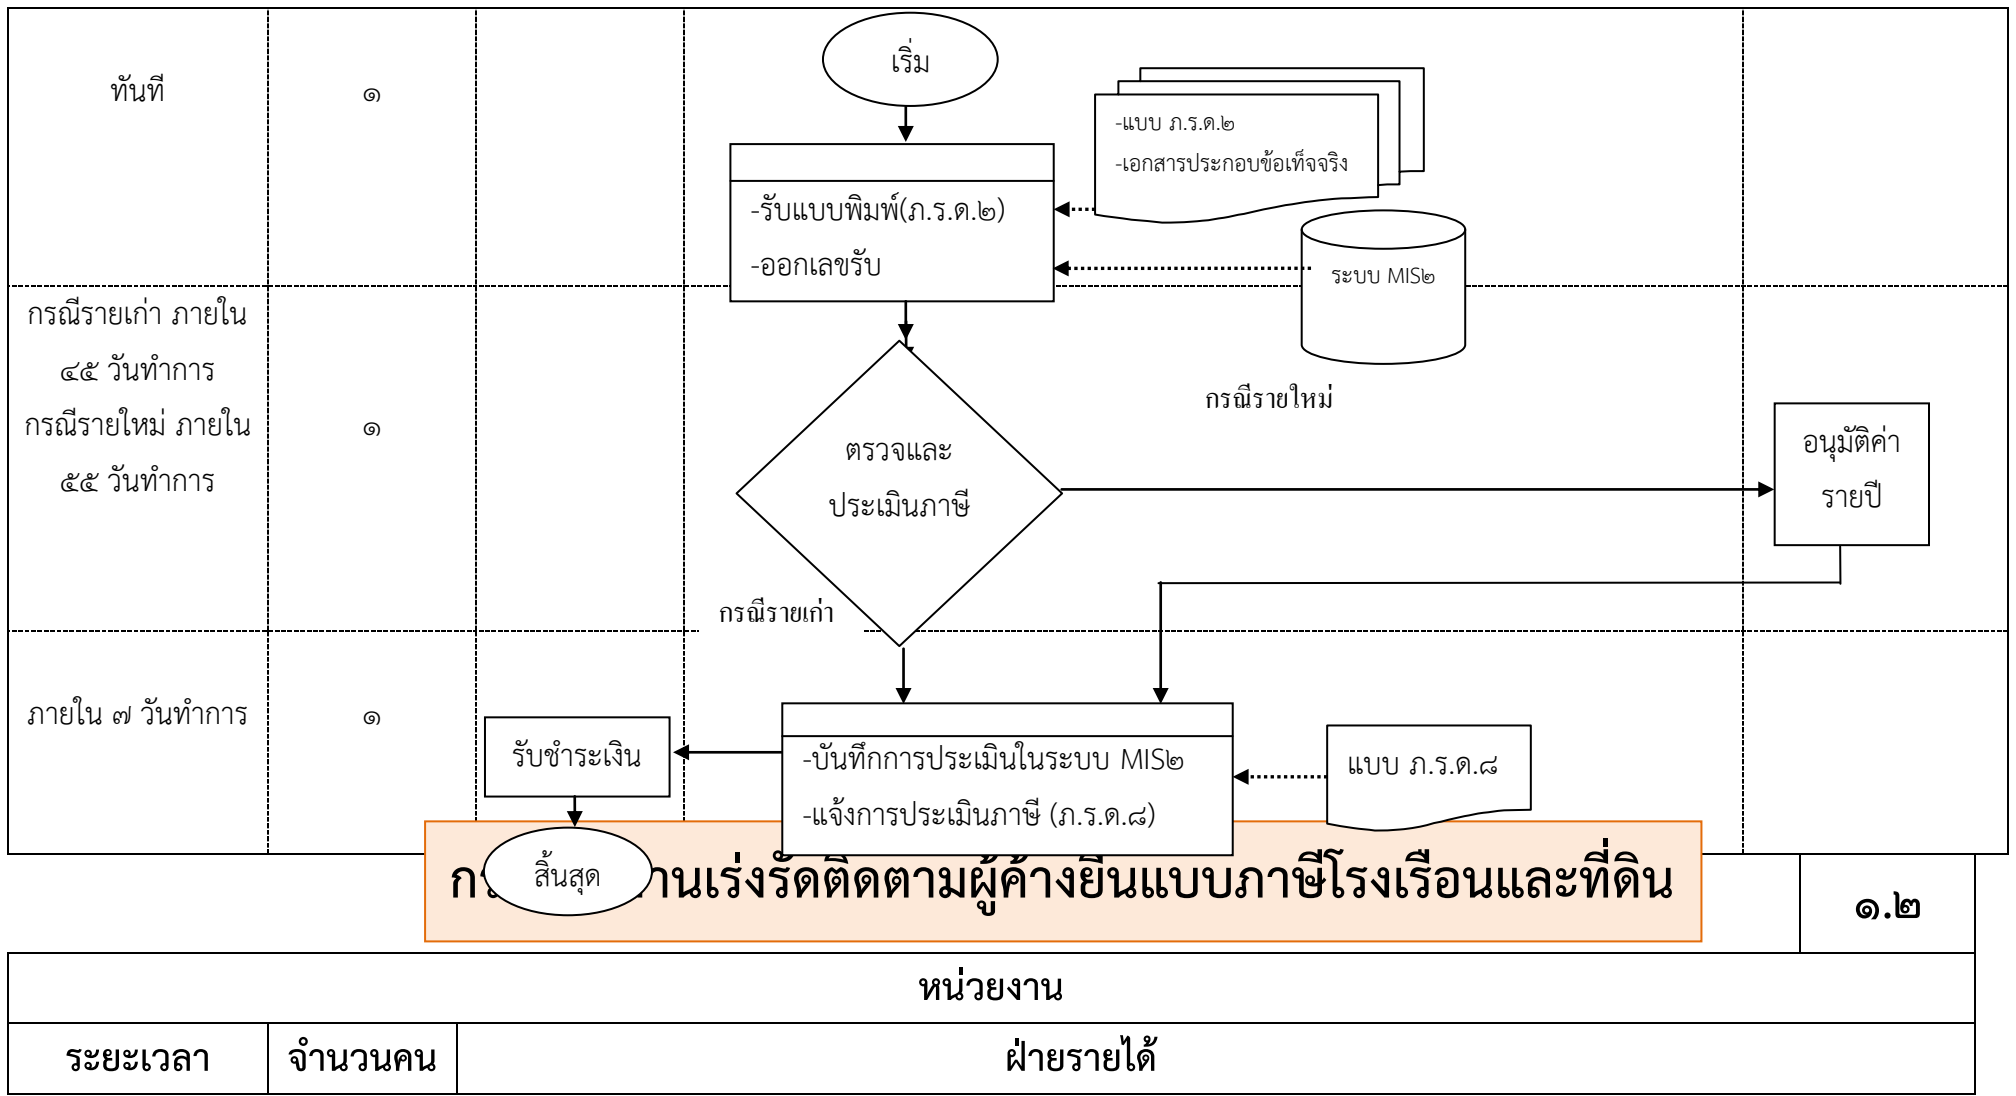 เริ่ม
ทันที
๑
-แบบ ภ.ร.ด.๒
-เอกสารประกอบข้อเท็จจริง
-รับแบบพิมพ์(ภ.ร.ด.๒)
-ออกเลขรับ
ระบบ MIS๒
กรณีรายเก่า ภายใน
๔๕ วันทำการ
กรณีรายใหม่ ภายใน
๕๕ วันทำการ
๑
ตรวจและ
ประเมินภาษี
กรณีรายใหม่
อนุมัติค่า
รายปี
กรณีรายเก่า
ภายใน ๗ วันทำการ
๑
รับชำระเงิน
-บันทึกการประเมินในระบบ MIS๒
-แจ้งการประเมินภาษี (ภ.ร.ด.๘)
แบบ ภ.ร.ด.๘
สิ้นสุด
านเร่งรัดติดตามผู้ค้างยื่นแบบภาษีโรงเรือนและที่ดิน
๑.๒
หน่วยงาน
ระยะเวลา
จำนวนคน
ฝ่ายรายได้